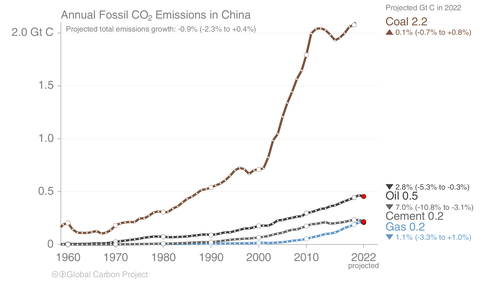 Annual Fossil CO₂ Emissions in China
Projected total emissions growth: -0.9% (-2.3% to +0.4%)
Projected Gt C in 2022
Coal 2.2
▲ 0.1% (-0.7% to +0.8%)
2.0 Gt C
1.5
1.0
0.5
0
▼ 2.8% (-5.3% to -0.3%)
Oil 0.5
▼ 7.0% (-10.8% to -3.1%)
Cement 0.2
Gas 0.2
▼ 1.1% (-3.3% to +1.0%)
1960 1970 1980 1990 2000 2010 2022
projected
Global Carbon Project